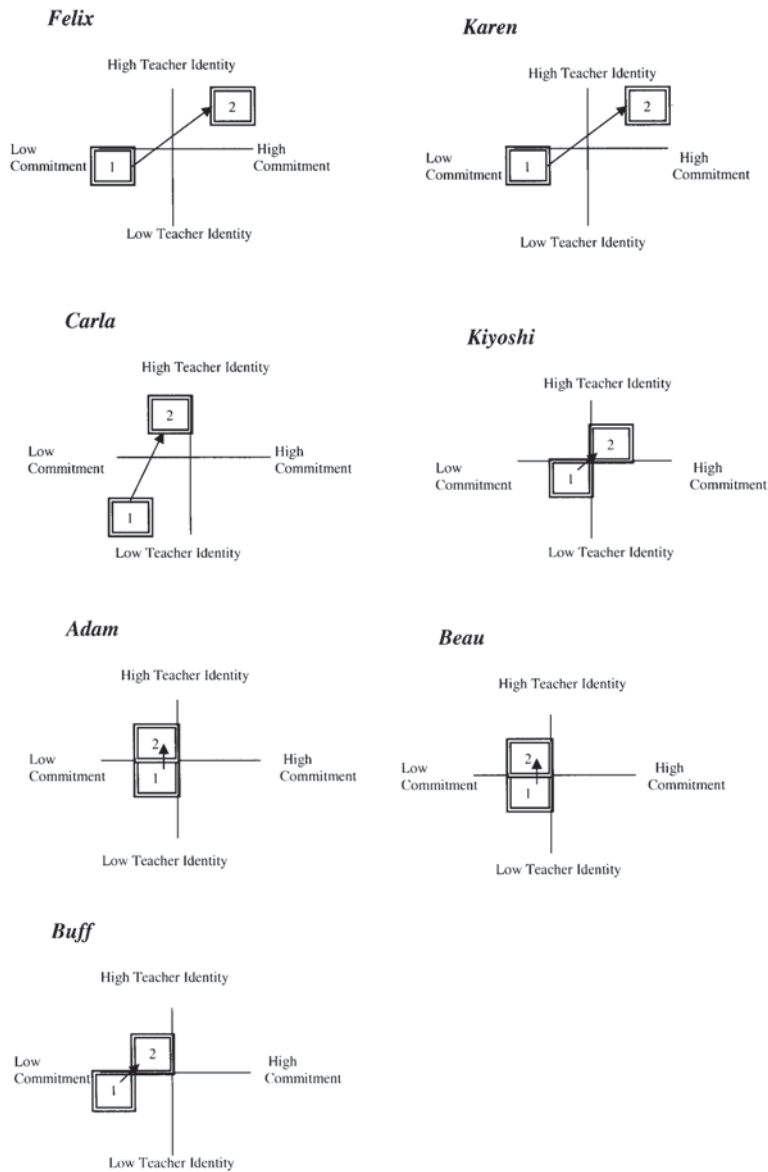 Felix
High Teacher Identity
2
Low
Commitment
1
High
Commitment
Low Teacher Identity
Karen
High Teacher Identity
2
Low
Commitment
1
High
Commitment
Low Teacher Identity
Carla
High Teacher Identity
2
Low
Commitment
High
Commitment
1
Low Teacher Identity
Kiyoshi
High Teacher Identity
2
Low
Commitment
1
High
Commitment
Low Teacher Identity
Adam
High Teacher Identity
2
Low
Commitment
1
High
Commitment
Low Teacher Identity
Beau
High Teacher Identity
2
Low
Commitment
1
High
Commitment
Low Teacher Identity
Buff
High Teacher Identity
2
Low
Commitment
1
High
Commitment
Low Teacher Identity